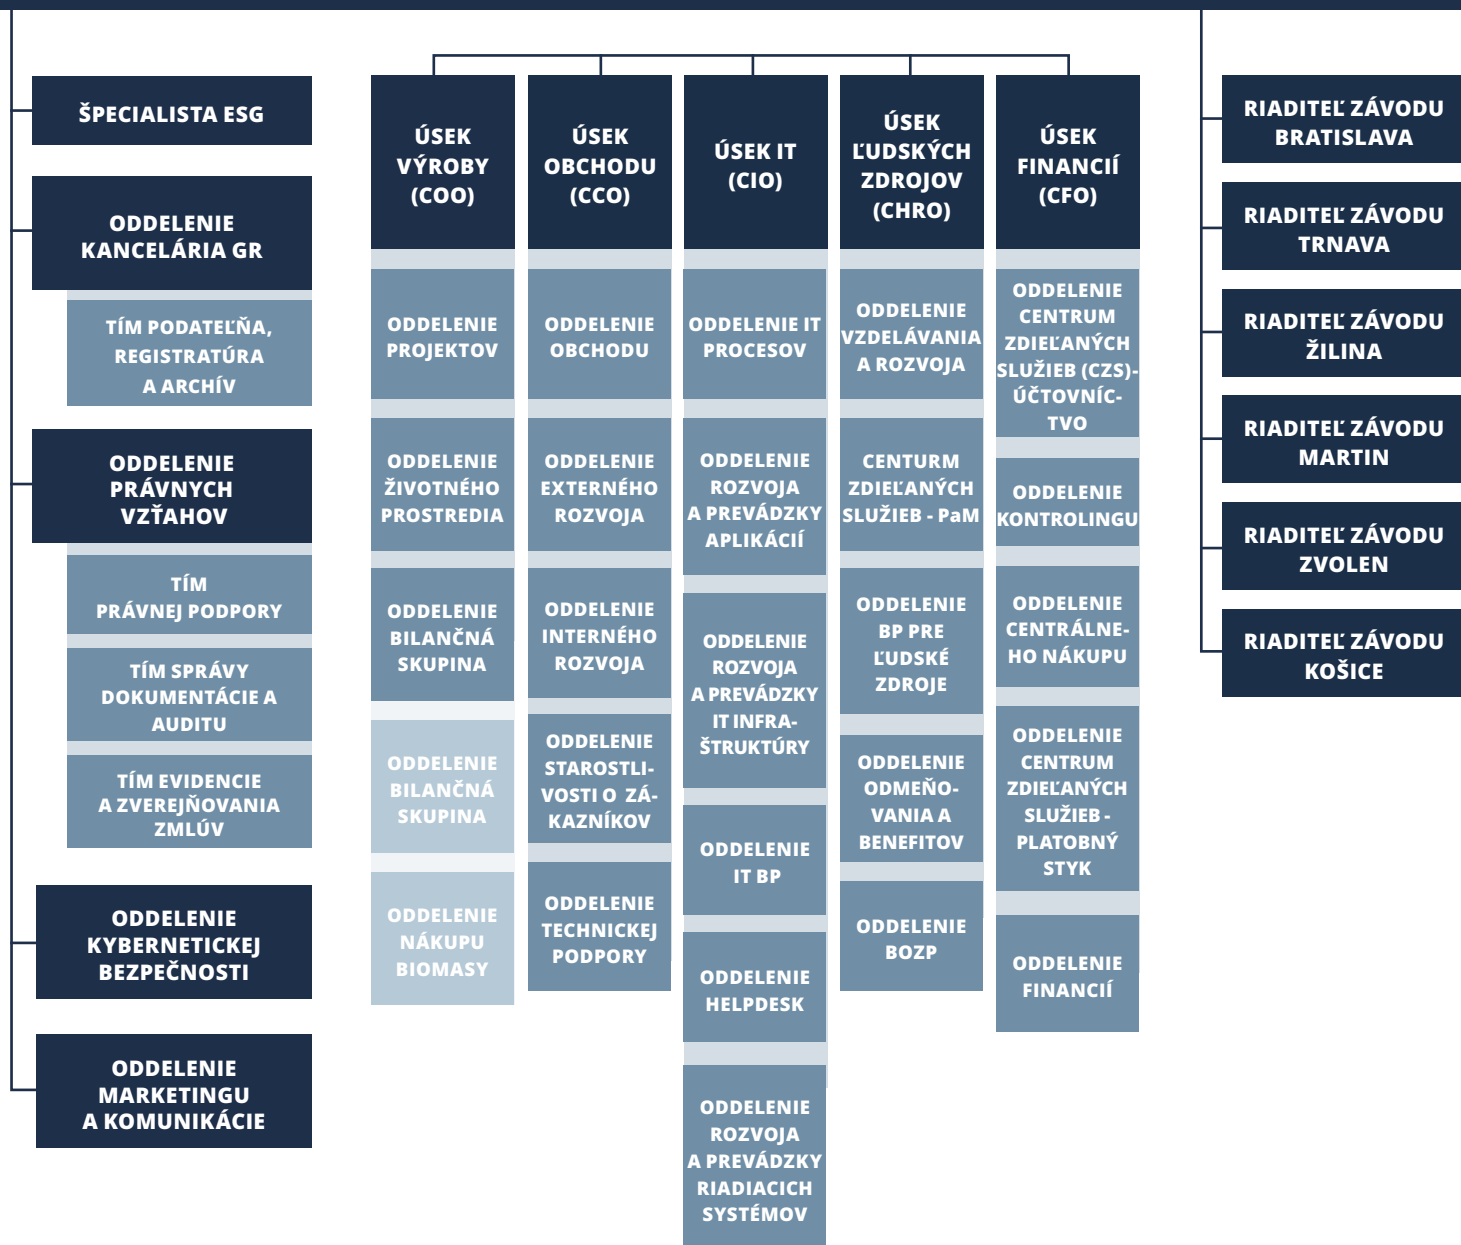 ŠPECIALISTA ESG
ODDELENIE
KANCELÁRIA GR
TÍM PODATEĽŇA,
REGISTRATÚRA
A ARCHÍV
ODDELENIE
PRÁVNYCH
VZŤAHOV
TÍM
PRÁVNEJ PODPORY
TÍM SPRÁVY
DOKUMENTÁCIE A
AUDITU
TÍM EVIDENCIE
A ZVEREJŇOVANIA
ZMLÚV
ODDELENIE
KYBERNETICKEJ
BEZPEČNOSTI
ODDELENIE
MARKETINGU
A KOMUNIKÁCIE
ÚSEK
VÝROBY
(COO)
ODDELENIE
PROJEKTOV
ODDELENIE
ŽIVOTNÉHO
PROSTREDIA
ODDELENIE
BILANČNÁ
SKUPINA
ODDELENIE
BILANČNÁ
SKUPINA
ODDELENIE
NÁKUPU
BIOMASY
ÚSEK
OBCHODU
(CCO)
ODDELENIE
OBCHODU
ODDELENIE
EXTERNÉHO
ROZVOJA
ODDELENIE
INTERNÉHO
ROZVOJA
ODDELENIE
STAROSTLI-
VOSTI O ZÁ-
KAZNÍKOV
ODDELENIE
TECHNICKEJ
PODPORY
ÚSEK IT
(CIO)
ODDELENIE IT
PROCESOV
ODDELENIE
ROZVOJA
A PREVÁDZKY
APLIKÁCIÍ
ODDELENIE
ROZVOJA
A PREVÁDZKY
IT INFRA-
ŠTRUKTÚRY
ODDELENIE
IT BP
ODDELENIE
HELPDESK
ODDELENIE
ROZVOJA
A PREVÁDZKY
RIADIACICH
SYSTÉMOV
ÚSEK
ĽUDSKÝCH
ZDROJOV
(CHRO)
ODDELENIE
VZDELÁVANIA
A ROZVOJA
CENTURM
ZDIEĽANÝCH
SLUŽIEB - PaM
ODDELENIE
BP PRE
ĽUDSKÉ
ZDROJE
ODDELENIE
ODMEŇO-
VANIA A
BENEFITOV
ODDELENIE
BOZP
ÚSEK
FINANCIÍ
(CFO)
ODDELENIE
CENTRUM
ZDIEĽANÝCH
SLUŽIEB (CZS)-
ÚČTOVNÍC-
TVO
ODDELENIE
KONTROLINGU
ODDELENIE
CENTRÁLNE-
HO NÁKUPU
ODDELENIE
CENTRUM
ZDIEĽANÝCH
SLUŽIEB -
PLATOBNÝ
STYK
ODDELENIE
FINANCIÍ
RIADITEĽ ZÁVODU
BRATISLAVA
RIADITEĽ ZÁVODU
TRNAVA
RIADITEĽ ZÁVODU
ŽILINA
RIADITEĽ ZÁVODU
MARTIN
RIADITEĽ ZÁVODU
ZVOLEN
RIADITEĽ ZÁVODU
KOŠICE